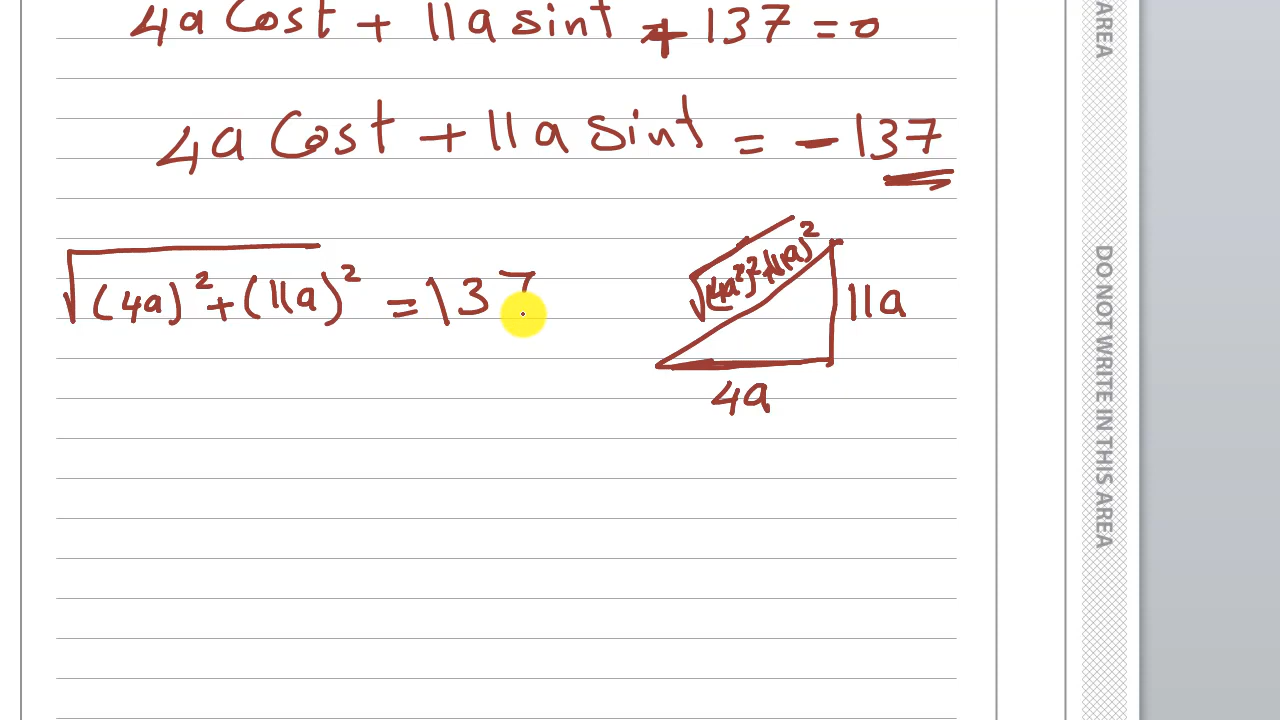 4a Cost + 11a sint + 137 = 0
4a Cost + 11a sint = - 137
√(4a)² + (11a)² = 137
√(4a²)² + (11a)²
11a
4a
AREA
DO NOT WRITE IN THIS AREA